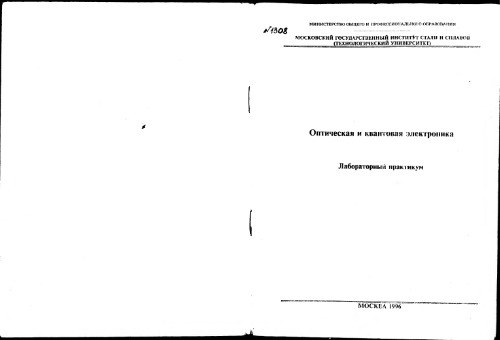 №1308
МИНИСТЕРСТВО ОБЩЕГО И ПРОФЕССИОНАЛЬНОГО ОБРАЗОВАНИЯ
МОСКОВСКИЙ ГОСУДАРСТВЕННЫЙ ИНСТИТУТ СТАЛИ И СПЛАВОВ
(ТЕХНОЛОГИЧЕСКИЙ УНИВЕРСИТЕТ)
Оптическая и квантовая электроника
Лабораторный практикум
МОСКВА 1996